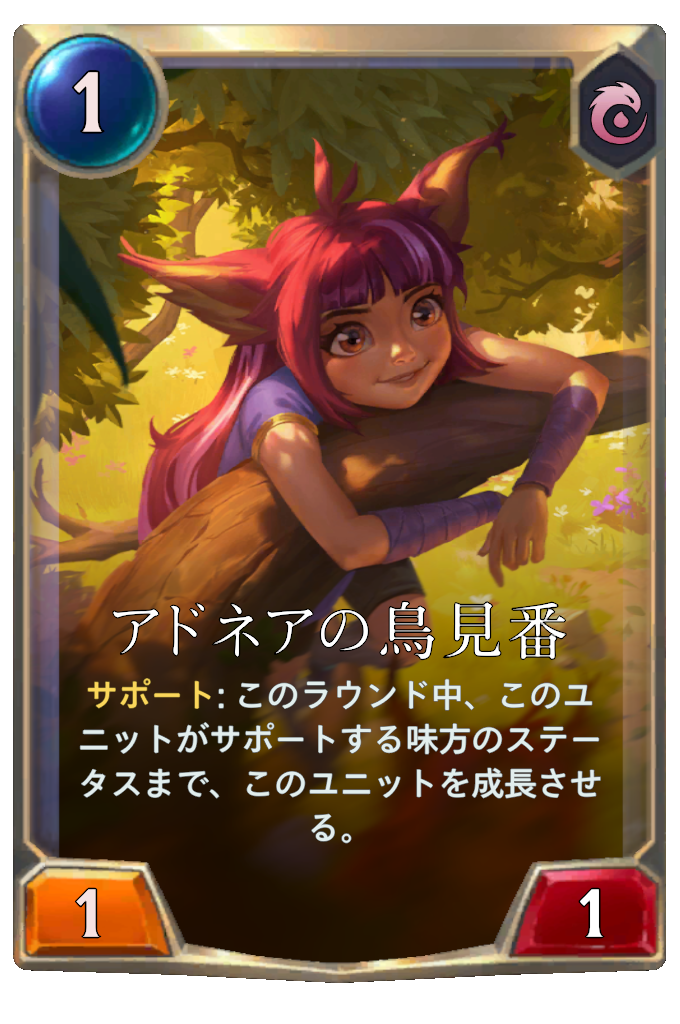 1
アドネアの鳥見番
サポート: このラウンド中、このユ
ニットがサポートする味方のステー
タスまで、このユニットを成長させ
る。
1
1